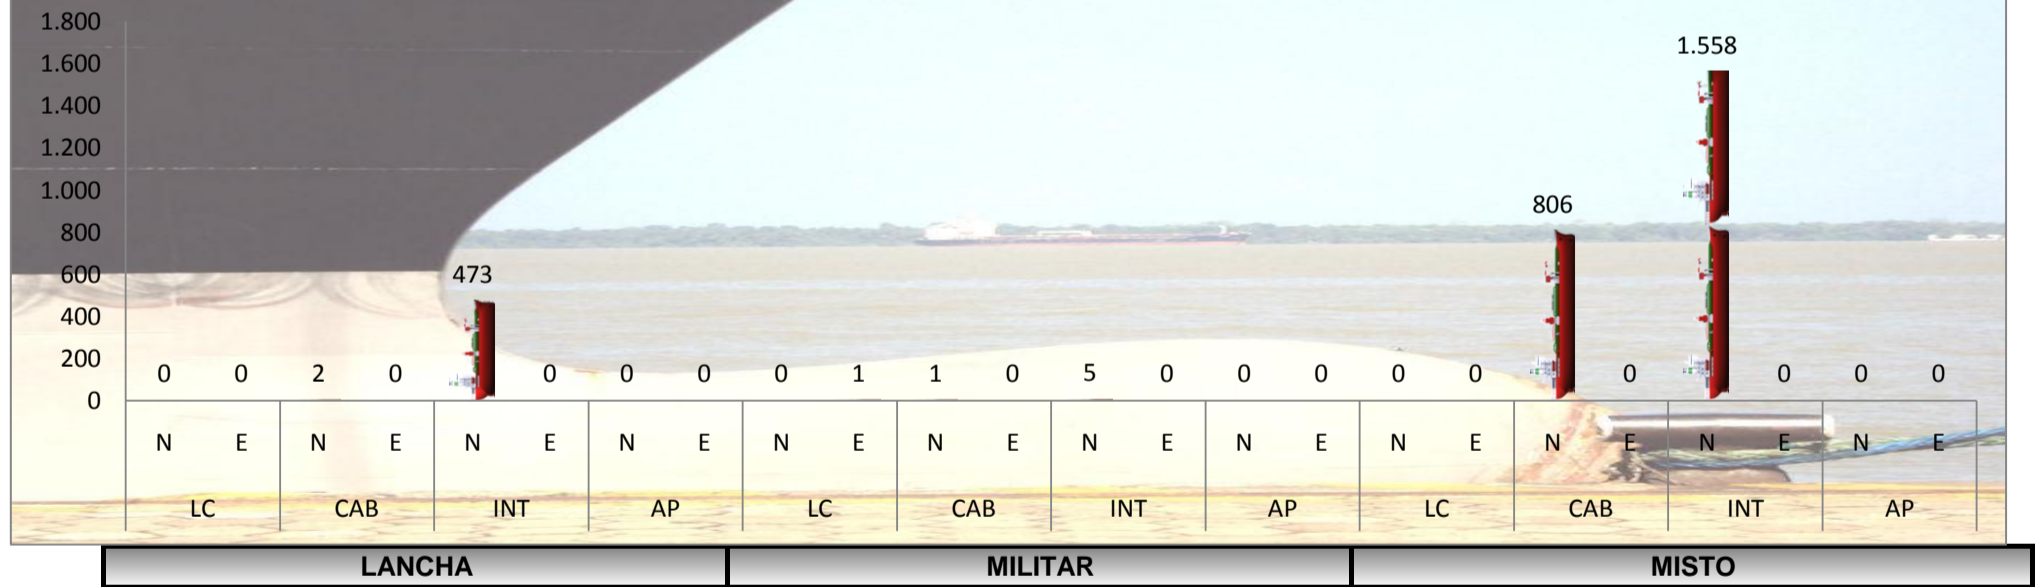 1.800
1.600
1.400
1.200
1.000
800
600
400
200
0
0 0 2 0 473 0 0 0 0 1 1 0 5 0 0 0 0 0 806 0 1.558 0 0 0
N E N E N E N E N E N E N E N E N E N E N E N E
LC CAB INT AP LC CAB INT AP LC CAB INT AP
LANCHA MILITAR MISTO